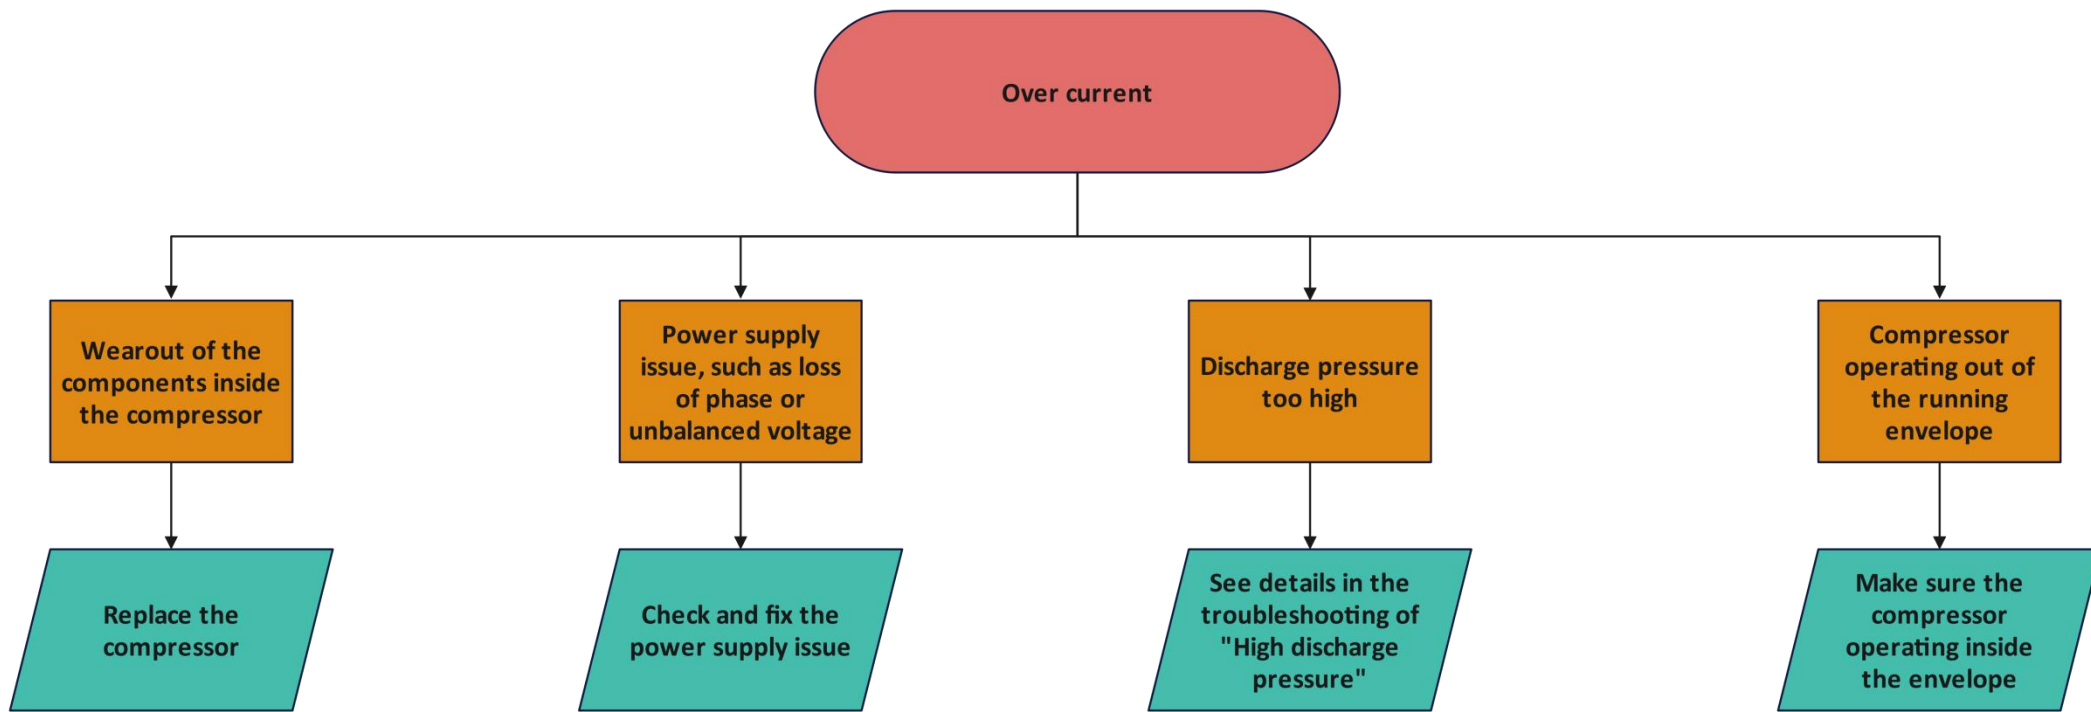 Over current
Wearout of the
components inside
the compressor
Power supply
issue, such as loss
of phase or
unbalanced voltage
Discharge pressure
too high
Compressor
operating out of
the running
envelope
Replace the
compressor
Check and fix the
power supply issue
See details in the
troubleshooting of
"High discharge
pressure"
Make sure the
compressor
operating inside
the envelope